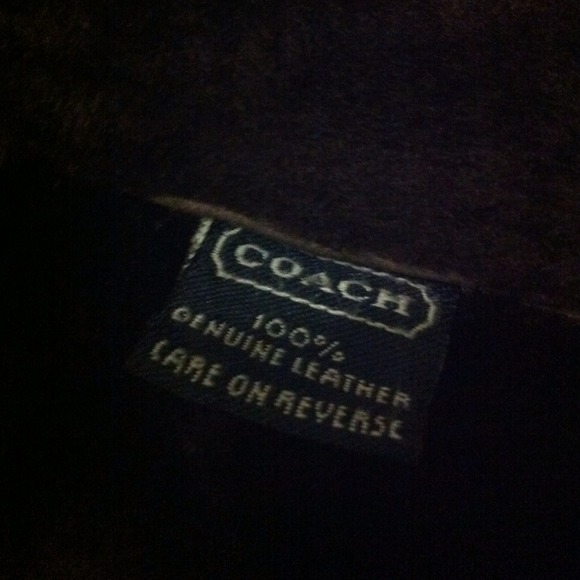 COACH
100%
GENUINE LEATHER
CARE ON REVERSE